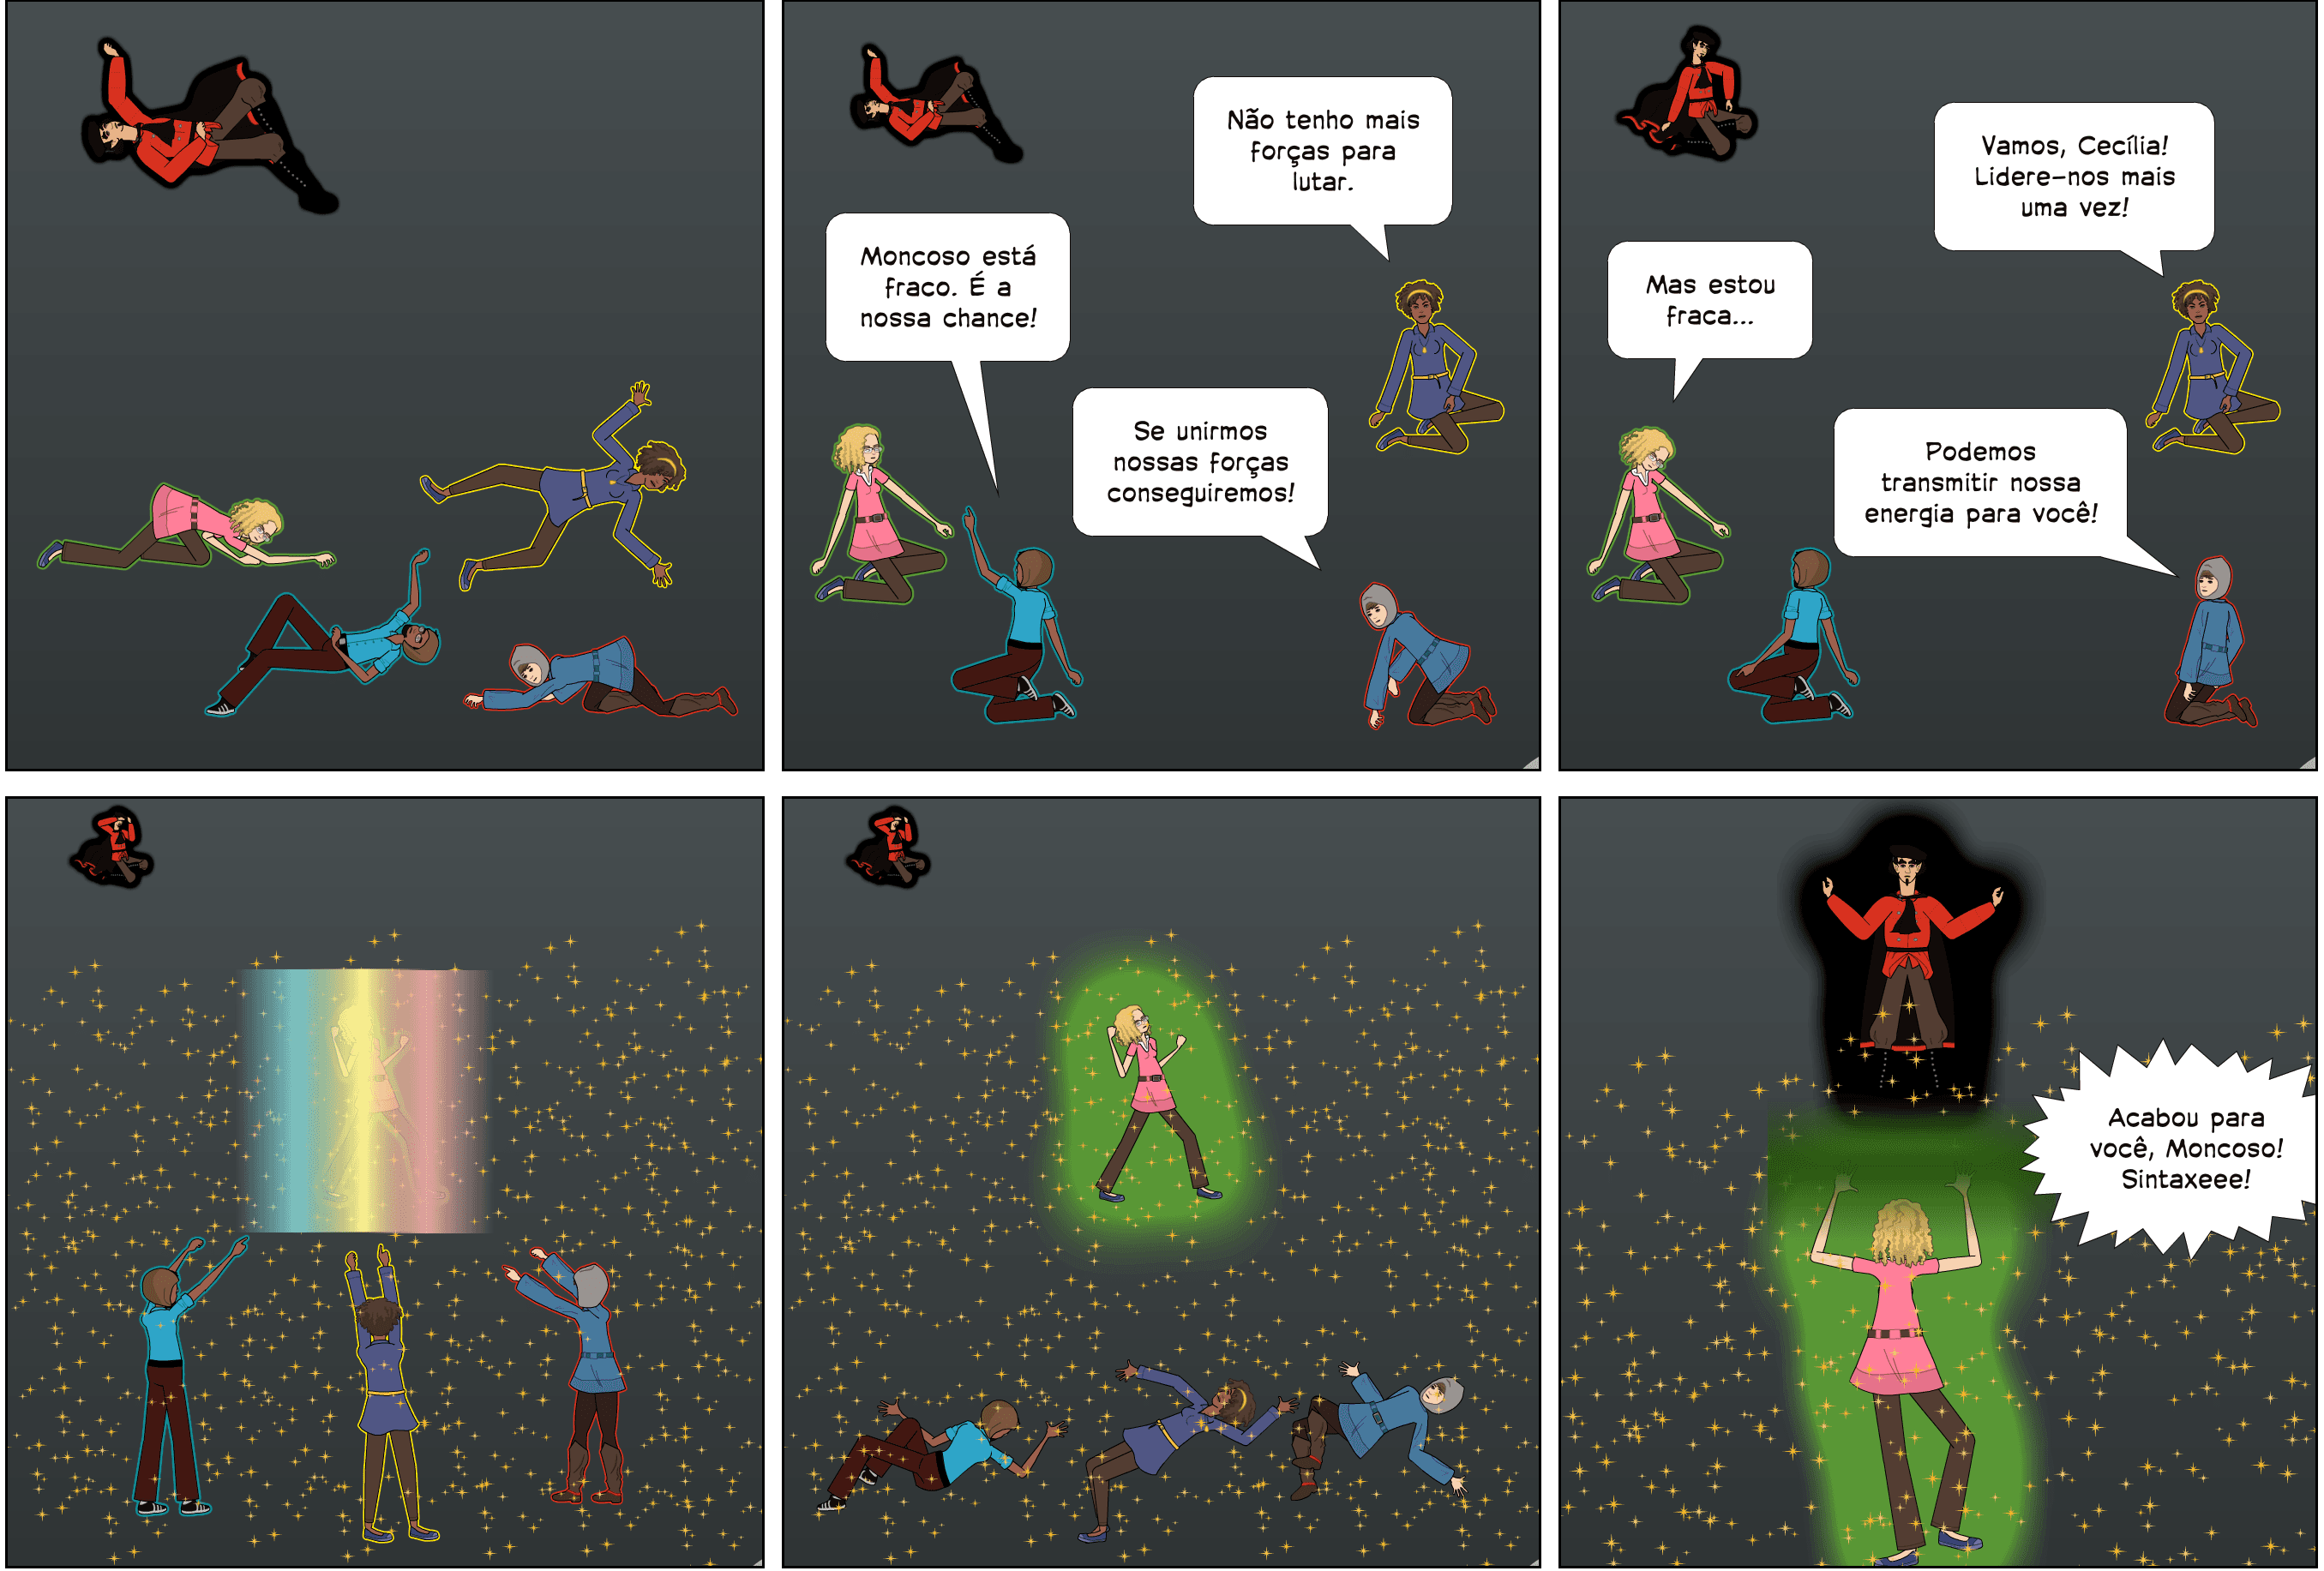 Não tenho mais
forças para
lutar.
Moncoso está
fraco. É a
nossa chance!
Se unirmos
nossas forças
conseguiremos!
Vamos, Cecília!
Lidere-nos mais
uma vez!
Mas estou
fraca...
Podemos
transmitir nossa
energia para você!
Acabou para
você, Moncoso!
Sintaxeee!